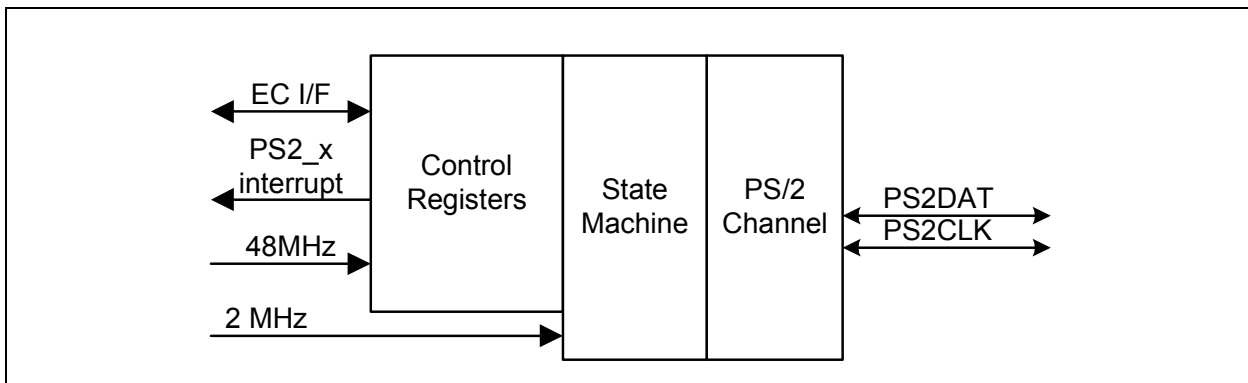 EC I/F
PS2_x
interrupt
48MHz
2 MHz
Control
Registers
State
Machine
PS/2
Channel
PS2DAT
PS2CLK